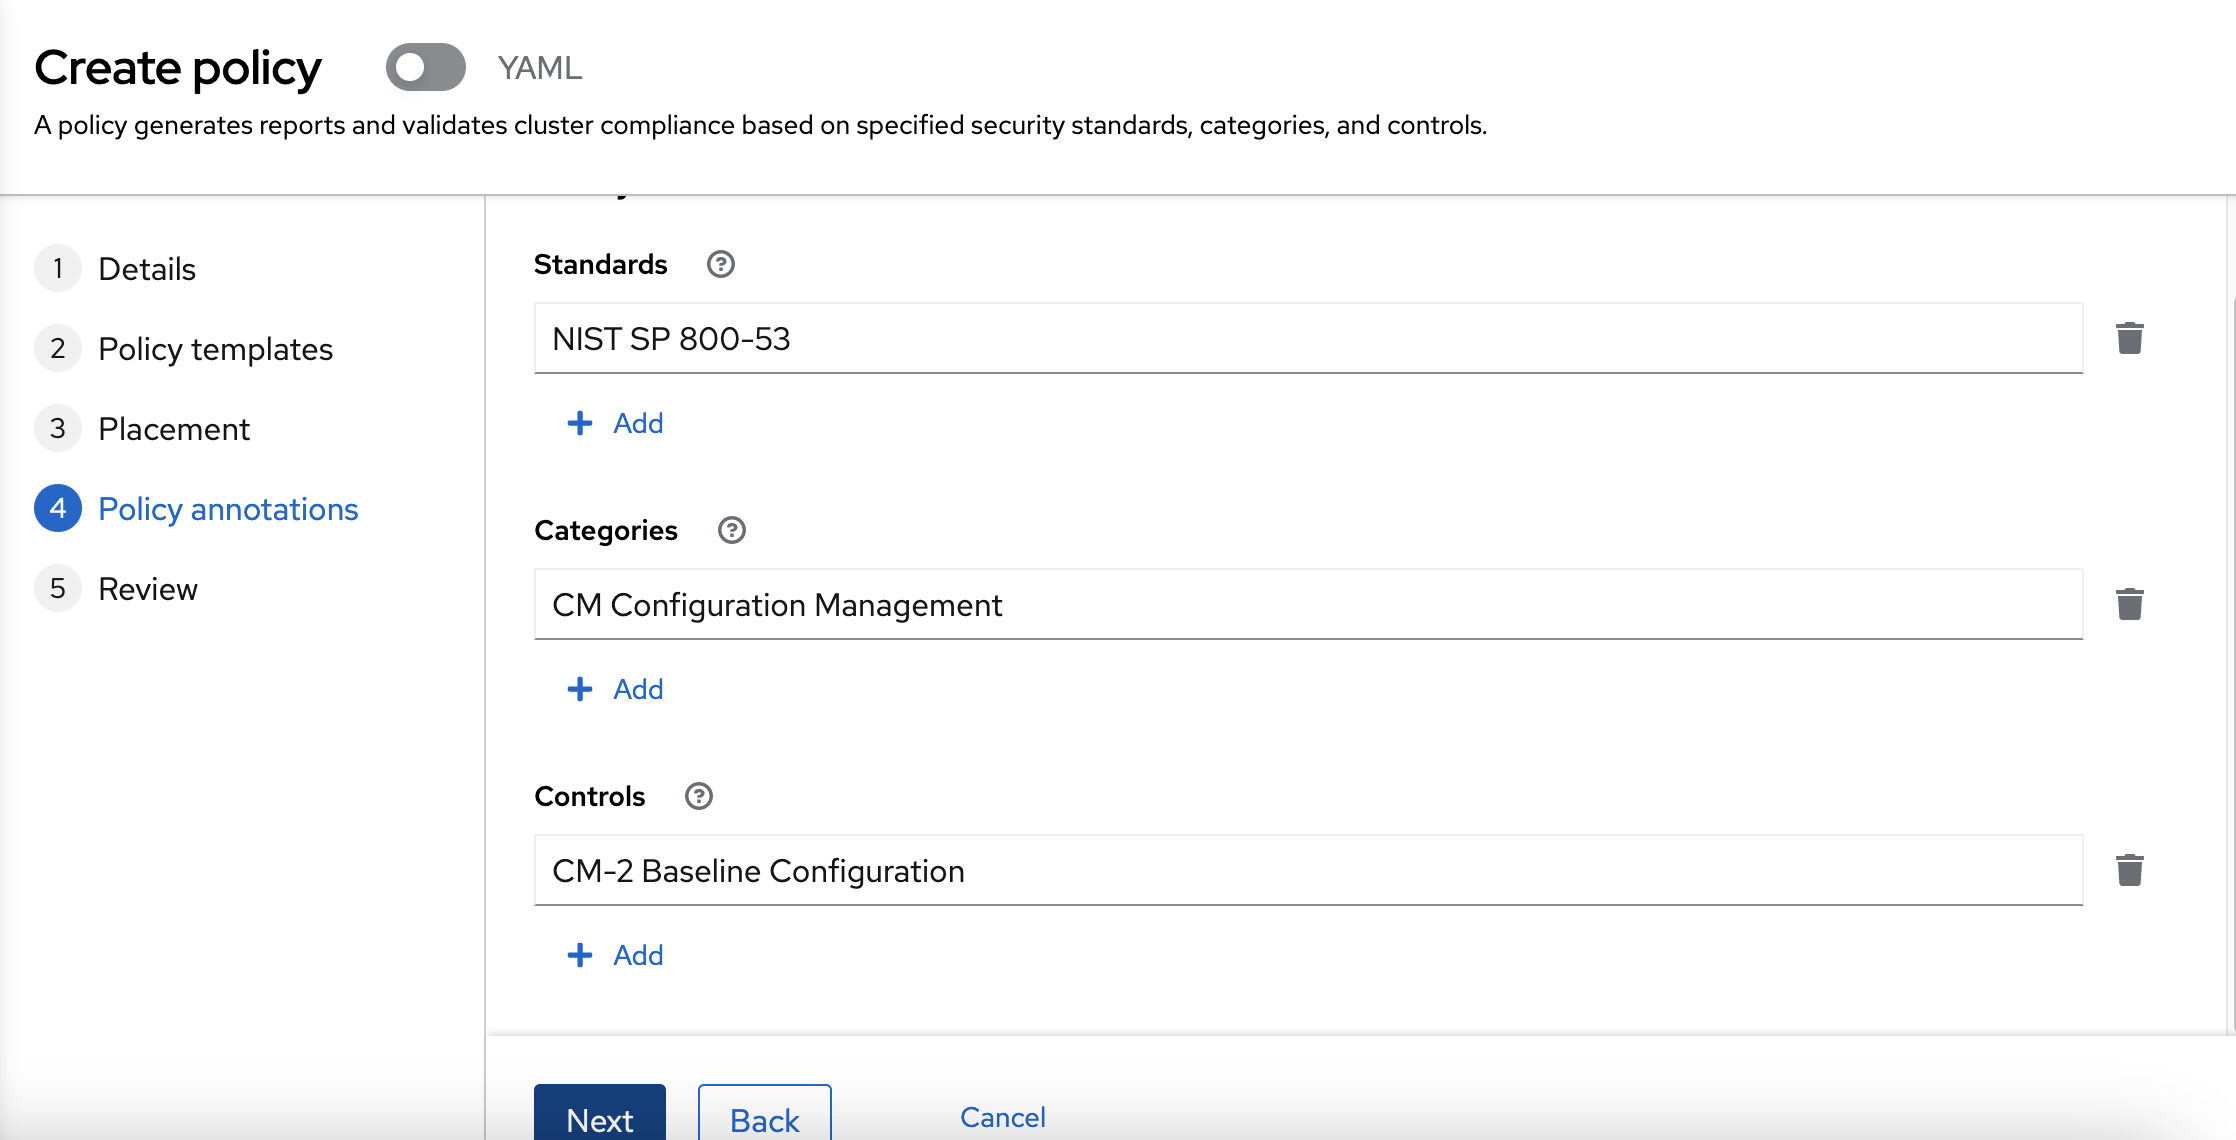 Create policy YAML
A policy generates reports and validates cluster compliance based on specified security standards, categories, and controls.
1 Details
2 Policy templates
3 Placement
4 Policy annotations
5 Review
Standards
NIST SP 800-53
Add
Categories
CM Configuration Management
Add
Controls
CM-2 Baseline Configuration
Add
Next Back Cancel